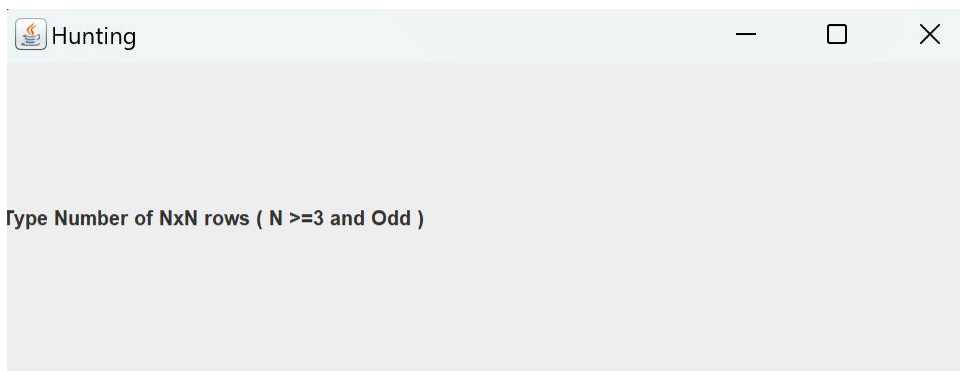 Hunting
Type Number of NxN rows ( N >=3 and Odd )